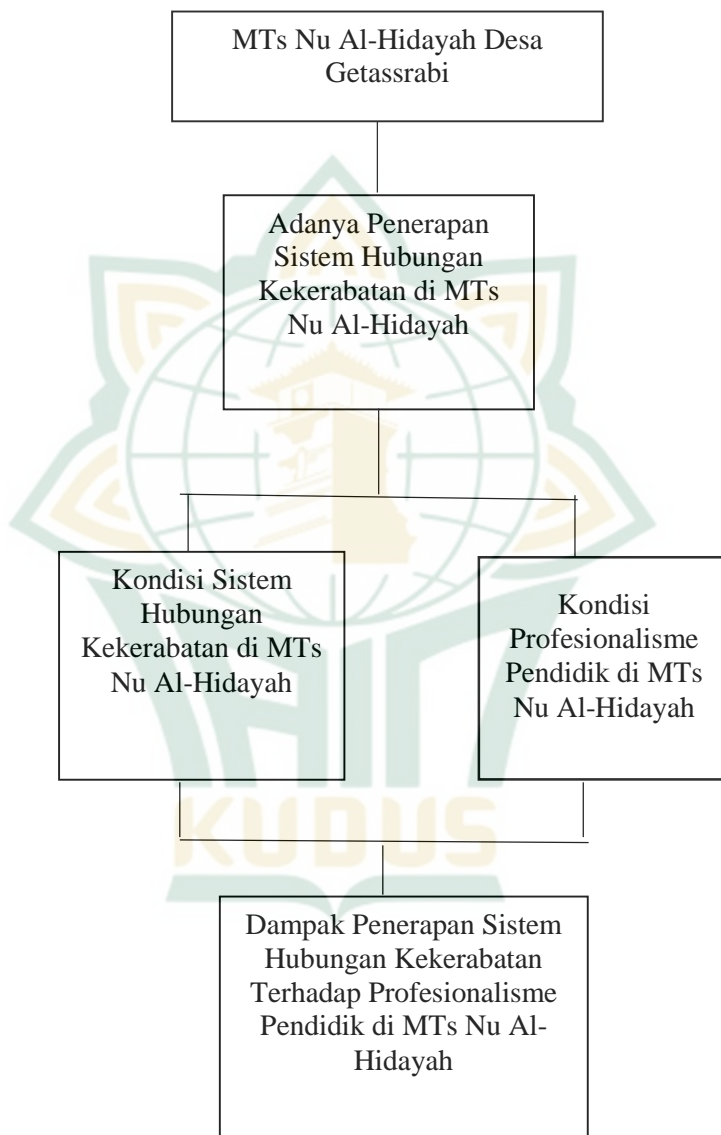 MTs Nu Al-Hidayah Desa
Getassrabi
Adanya Penerapan
Sistem Hubungan
Kekerabatan di MTs
Nu Al-Hidayah
Kondisi Sistem
Hubungan
Kekerabatan di MTs
Nu Al-Hidayah
Kondisi
Profesionalisme
Pendidik di MTs
Nu Al-Hidayah
KUDUS
Dampak Penerapan Sistem
Hubungan Kekerabatan
Terhadap Profesionalisme
Pendidik di MTs Nu Al-
Hidayah